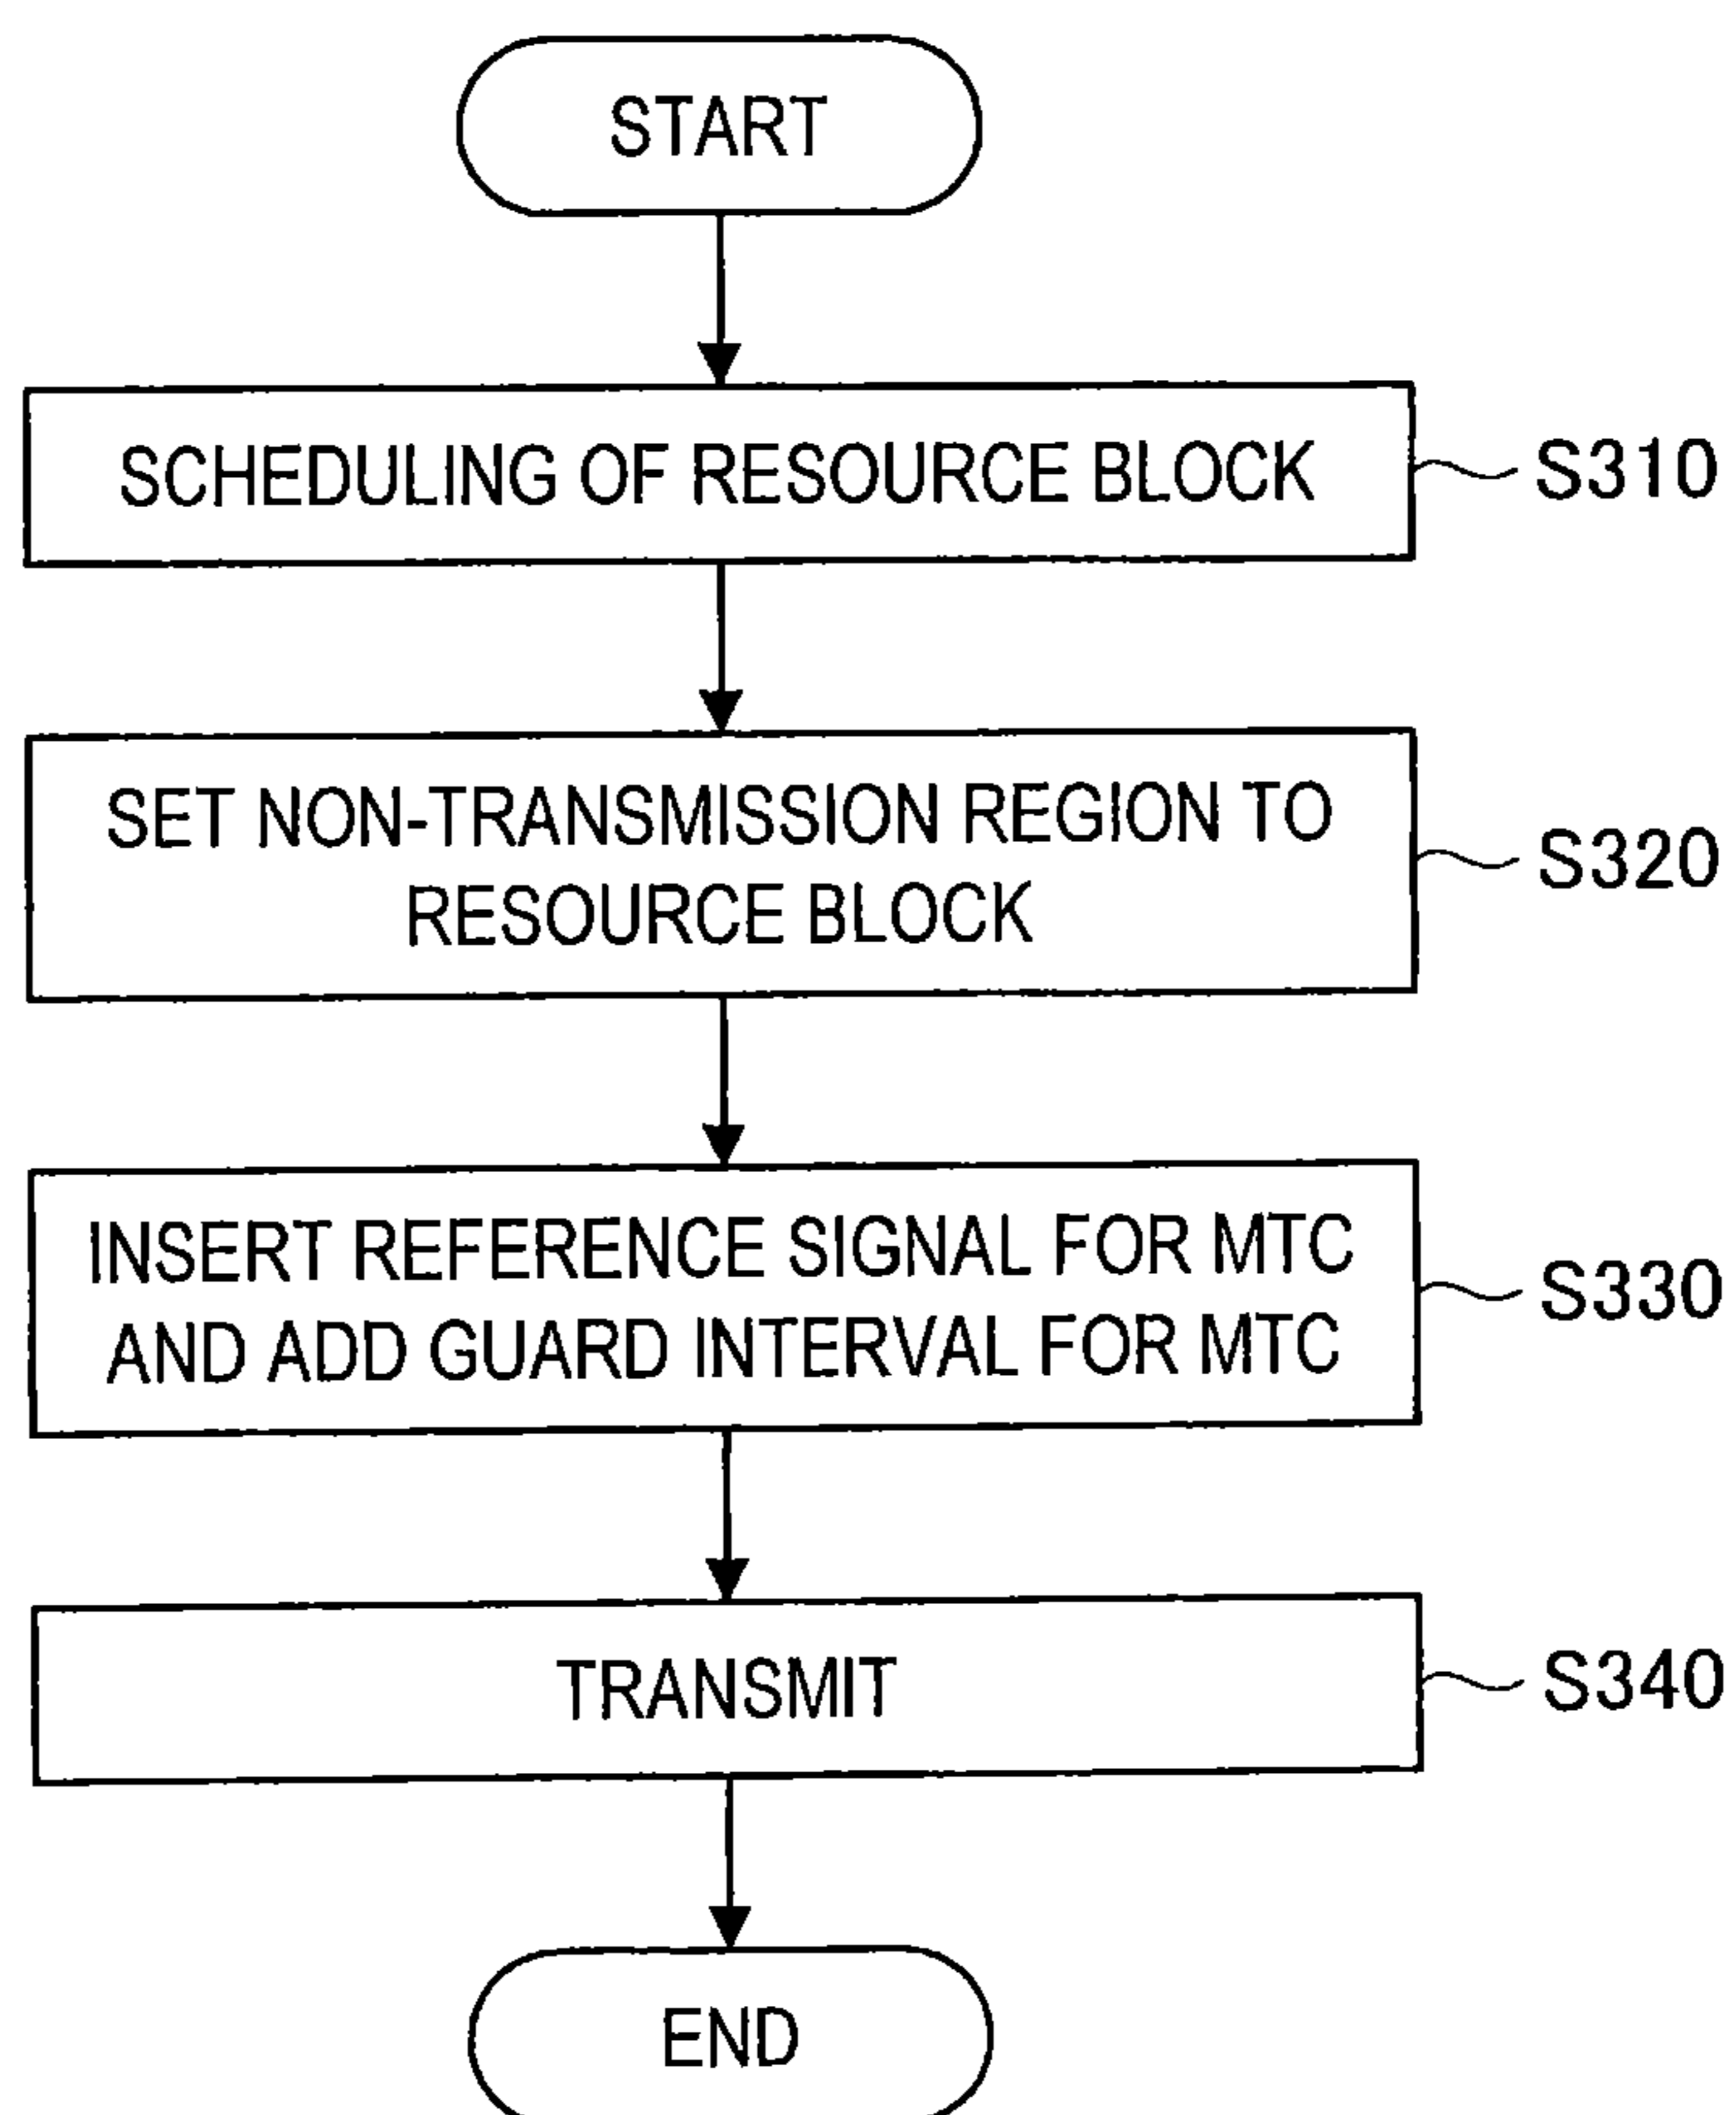 START
SCHEDULING OF RESOURCE BLOCK
S310
SET NON-TRANSMISSION REGION TO
RESOURCE BLOCK
S320
INSERT REFERENCE SIGNAL FOR MTC
AND ADD GUARD INTERVAL FOR MTC
S330
TRANSMIT
S340
END